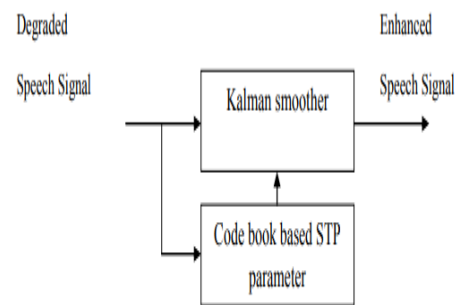 Degraded
Speech Signal
Enhanced
Speech Signal
Kalman smoother
Code book based STP
parameter